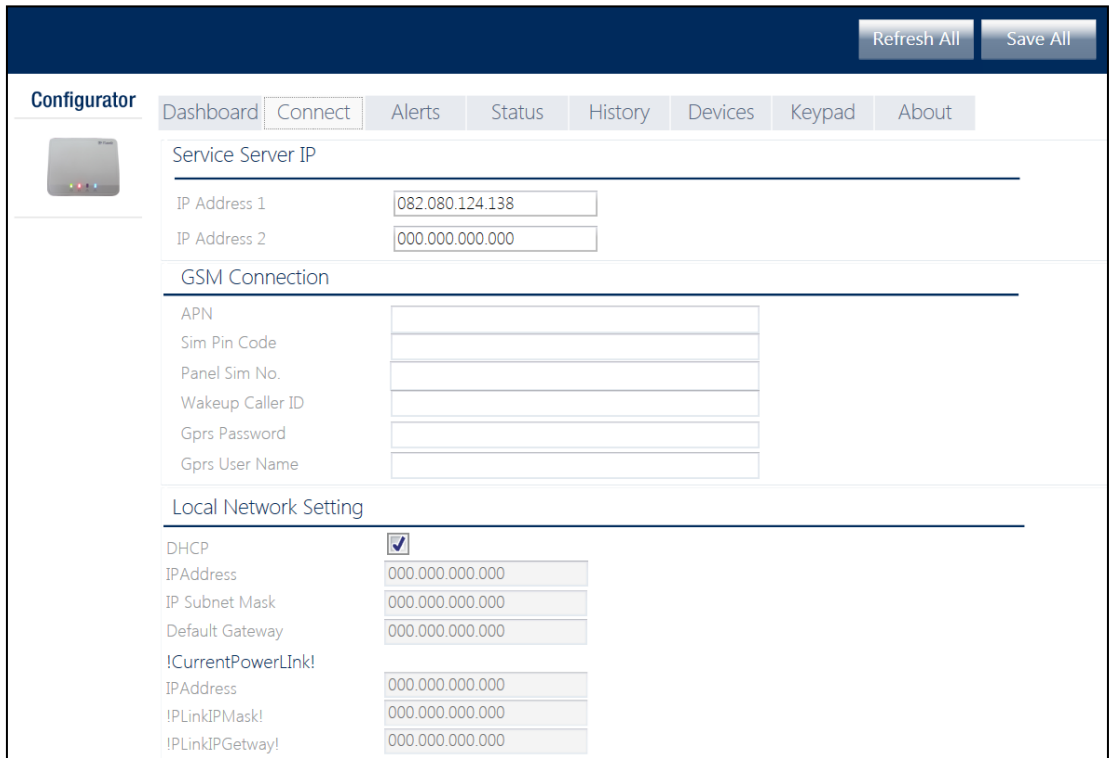 Refresh All Save All
Configurator
Dashboard Connect Alerts Status History Devices Keypad About
Service Server IP
IP Address 1 082.080.124.138
IP Address 2 000.000.000.000
GSM Connection
APN
Sim Pin Code
Panel Sim No.
Wakeup Caller ID
Gprs Password
Gprs User Name
Local Network Setting
DHCP
IPAddress 000.000.000.000
IP Subnet Mask 000.000.000.000
Default Gateway 000.000.000.000
!CurrentPowerLInk!
IPAddress 000.000.000.000
!PLinkIPMask! 000.000.000.000
!PLinkIPGetway! 000.000.000.000